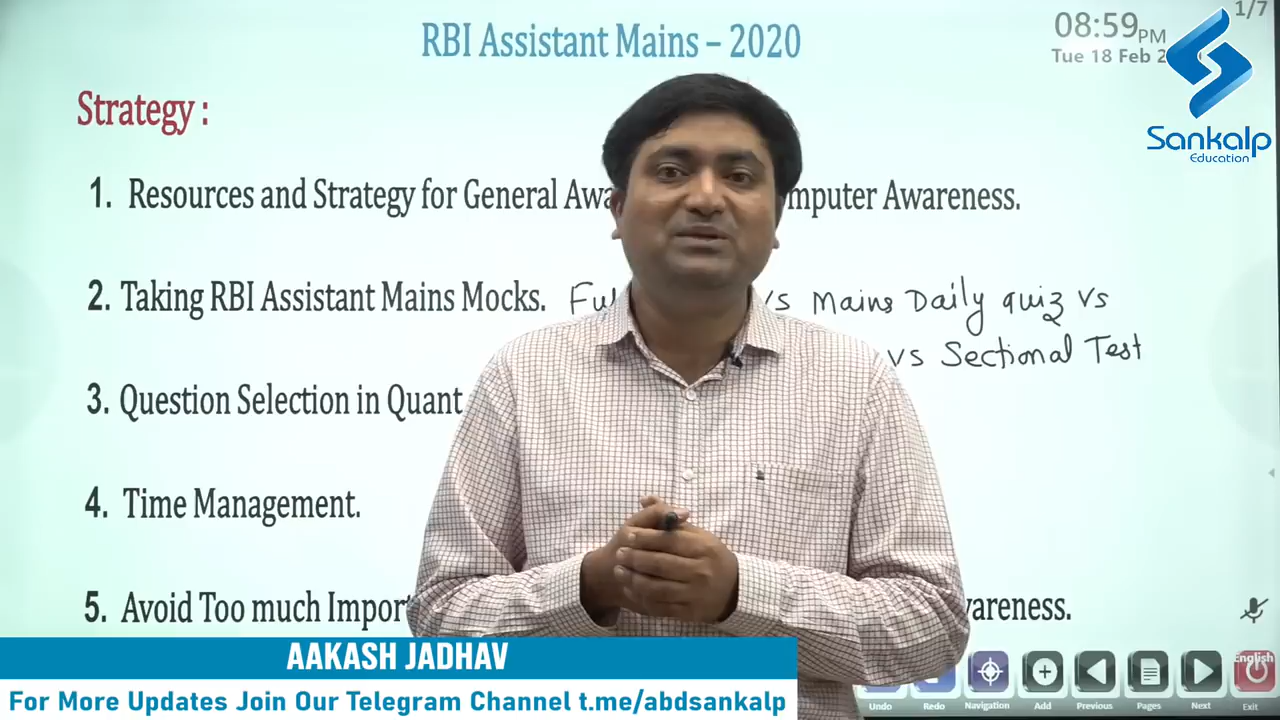 RBI Assistant Mains – 2020
08:59PM
Tue 18 Feb
1/7
Sankalp
Education
Strategy :
1. Resources and Strategy for General Awa mputer Awareness.
2. Taking RBI Assistant Mains Mocks. Ful vs Mains Daily quiz vs
vs Sectional Test
3. Question Selection in Quant
4. Time Management.
5. Avoid Too much Import wareness.
AAKASH JADHAV
For More Updates Join Our Telegram Channel t.me/abdsankalp
English
Undo Redo Navigation Add Previous Pages Next Exit